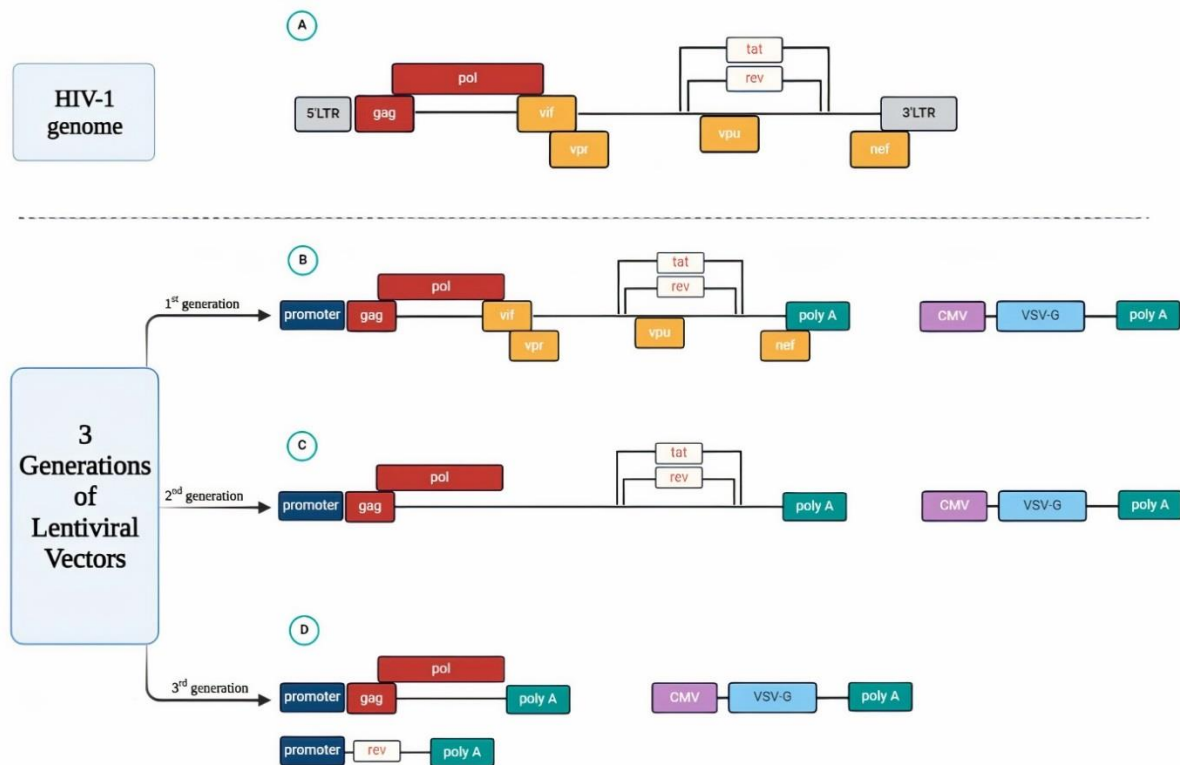 A
HIV-1
genome
5'LTR
gag
pol
vif
vpr
tat
rev
vpu
nef
3'LTR
3
Generations
of
Lentiviral
Vectors
B
1st generation
promoter
gag
pol
vif
vpr
tat
rev
vpu
nef
poly A
CMV
VSV-G
poly A
C
2nd generation
promoter
gag
pol
tat
rev
poly A
CMV
VSV-G
poly A
D
3rd generation
promoter
gag
pol
poly A
CMV
VSV-G
poly A
promoter
rev
poly A